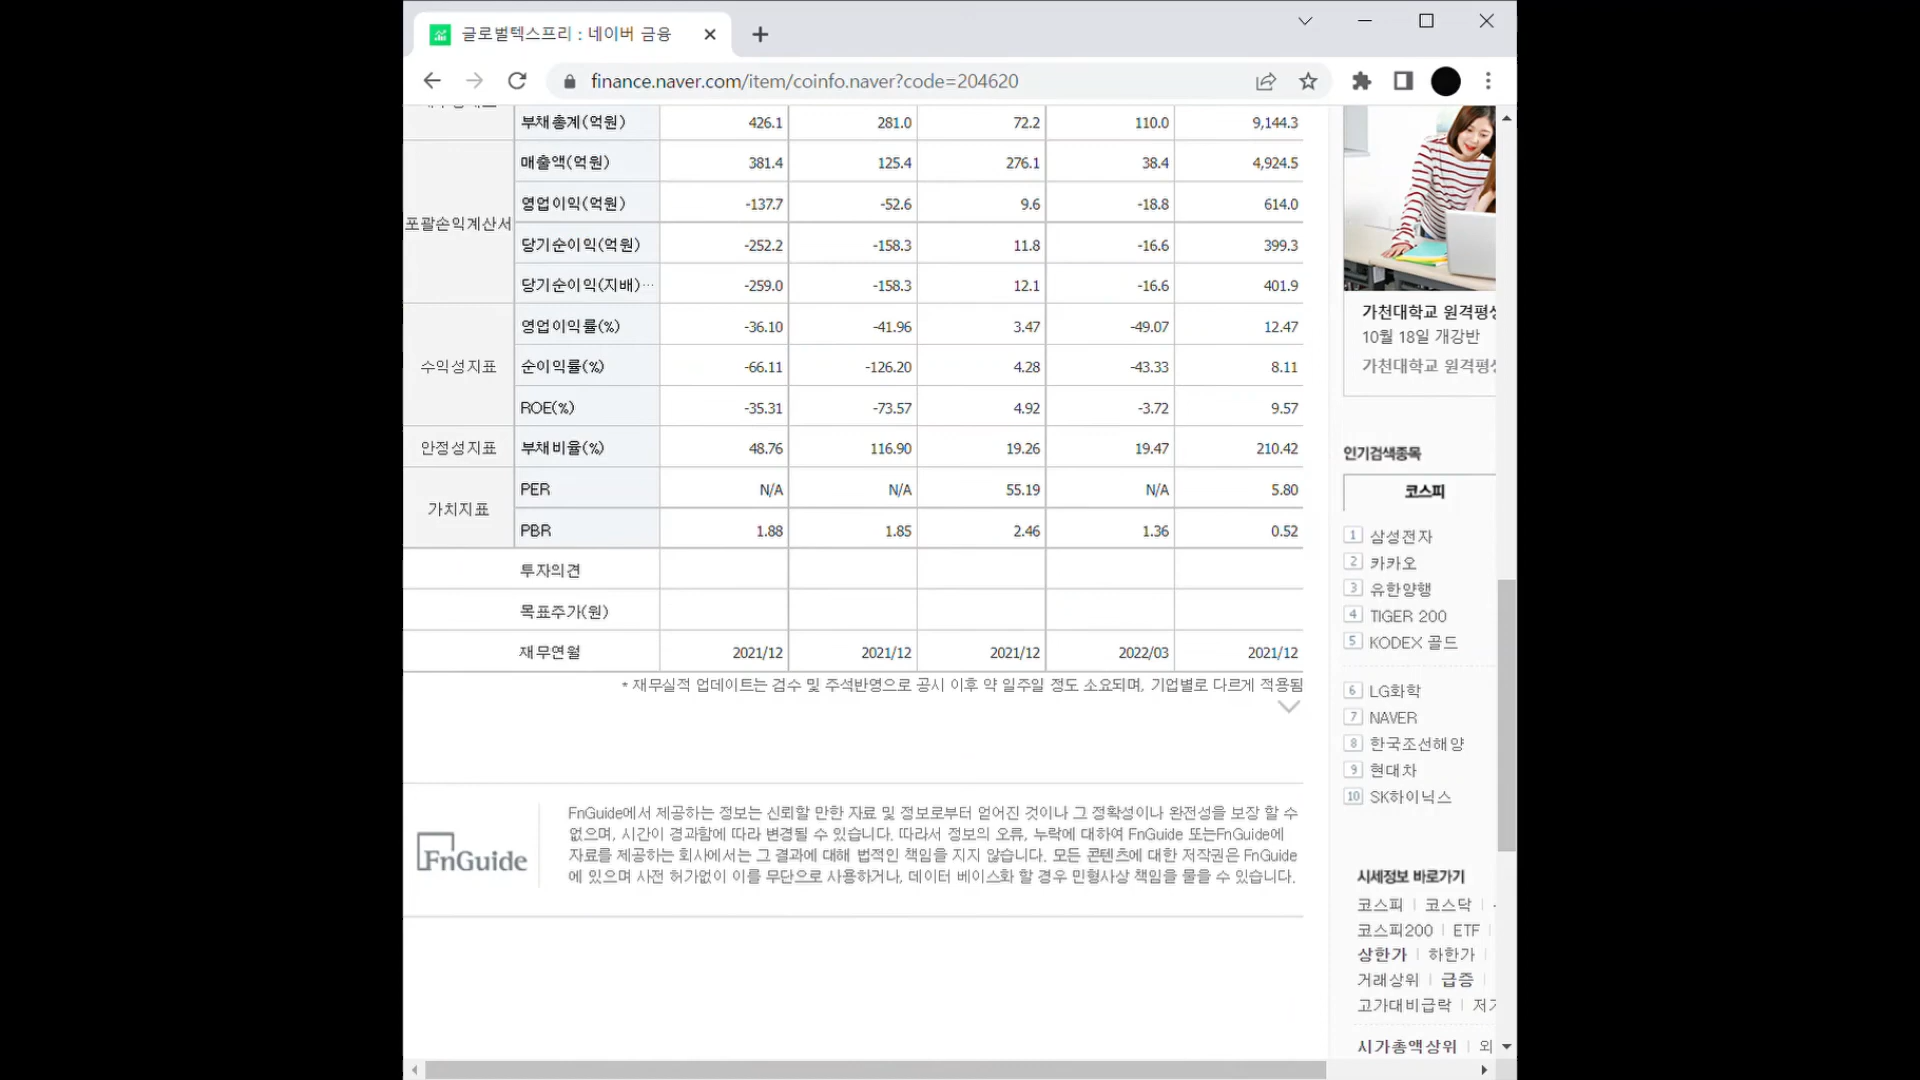 글로벌텍스프리 : 네이버 금융
finance.naver.com/item/coinfo.naver?code=204620
부채총계(억원) 426.1 281.0 72.2 110.0 9,144.3
포괄손익계산서
매출액(억원) 381.4 125.4 276.1 38.4 4,924.5
영업이익(억원) -137.7 -52.6 9.6 -18.8 614.0
당기순이익(억원) -252.2 -158.3 11.8 -16.6 399.3
당기순이익(지배)… -259.0 -158.3 12.1 -16.6 401.9
수익성지표
영업이익률(%) -36.10 -41.96 3.47 -49.07 12.47
순이익률(%) -66.11 -126.20 4.28 -43.33 8.11
ROE(%) -35.31 -73.57 4.92 -3.72 9.57
안정성지표 부채비율(%) 48.76 116.90 19.26 19.47 210.42
가치지표
PER N/A N/A 55.19 N/A 5.80
PBR 1.88 1.85 2.46 1.36 0.52
투자의견
목표주가(원)
재무연월 2021/12 2021/12 2021/12 2022/03 2021/12
* 재무실적 업데이트는 검수 및 주석반영으로 공시 이후 약 일주일 정도 소요되며, 기업별로 다르게 적용됨
FnGuide
FnGuide에서 제공하는 정보는 신뢰할 만한 자료 및 정보로부터 얻어진 것이나 그 정확성이나 완전성을 보장 할 수
없으며, 시간이 경과함에 따라 변경될 수 있습니다. 따라서 정보의 오류, 누락에 대하여 FnGuide 또는FnGuide에
자료를 제공하는 회사에서는 그 결과에 대해 법적인 책임을 지지 않습니다. 모든 콘텐츠에 대한 저작권은 FnGuide
에 있으며 사전 허가없이 이를 무단으로 사용하거나, 데이터 베이스화 할 경우 민형사상 책임을 물을 수 있습니다.
가천대학교 원격평생
10월 18일 개강반
가천대학교 원격평생
인기검색종목
코스피
1 삼성전자
2 카카오
3 유한양행
4 TIGER 200
5 KODEX 골드
6 LG화학
7 NAVER
8 한국조선해양
9 현대차
10 SK하이닉스
시세정보 바로가기
코스피 | 코스닥
코스피200 | ETF
상한가 | 하한가
거래상위 | 급증
고가대비급락 | 저가
시가총액상위 | 외